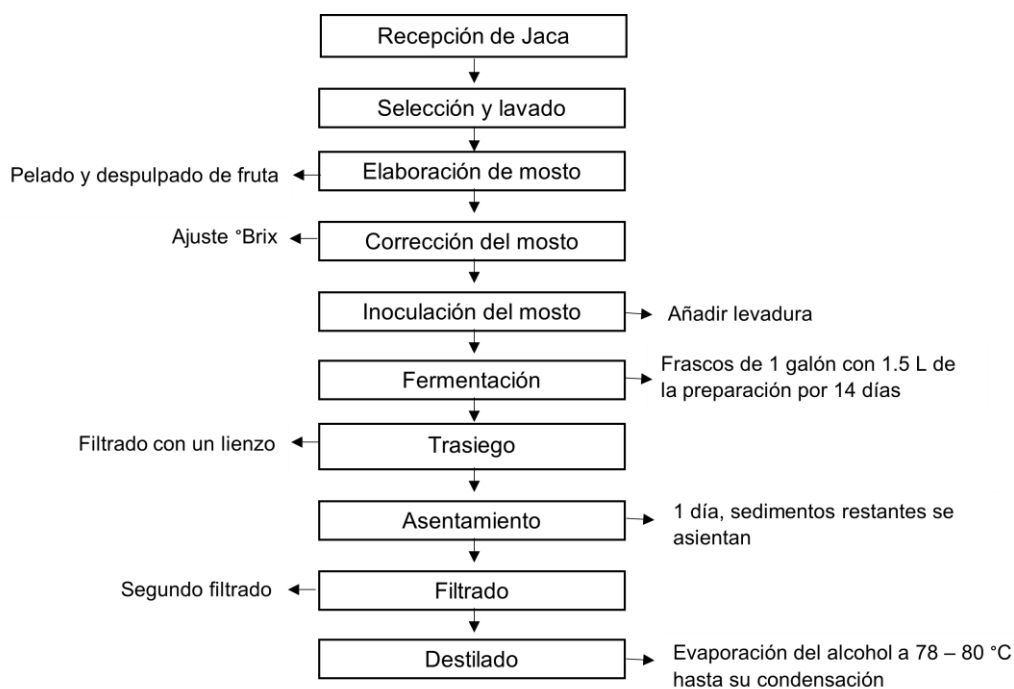 Recepción de Jaca
Selección y lavado
Pelado y despulpado de fruta
Elaboración de mosto
Ajuste °Brix
Corrección del mosto
Inoculación del mosto
Añadir levadura
Fermentación
Frascos de 1 galón con 1.5 L de
la preparación por 14 días
Filtrado con un lienzo
Trasiego
Asentamiento
1 día, sedimentos restantes se
asientan
Segundo filtrado
Filtrado
Destilado
Evaporación del alcohol a 78 – 80 °C
hasta su condensación